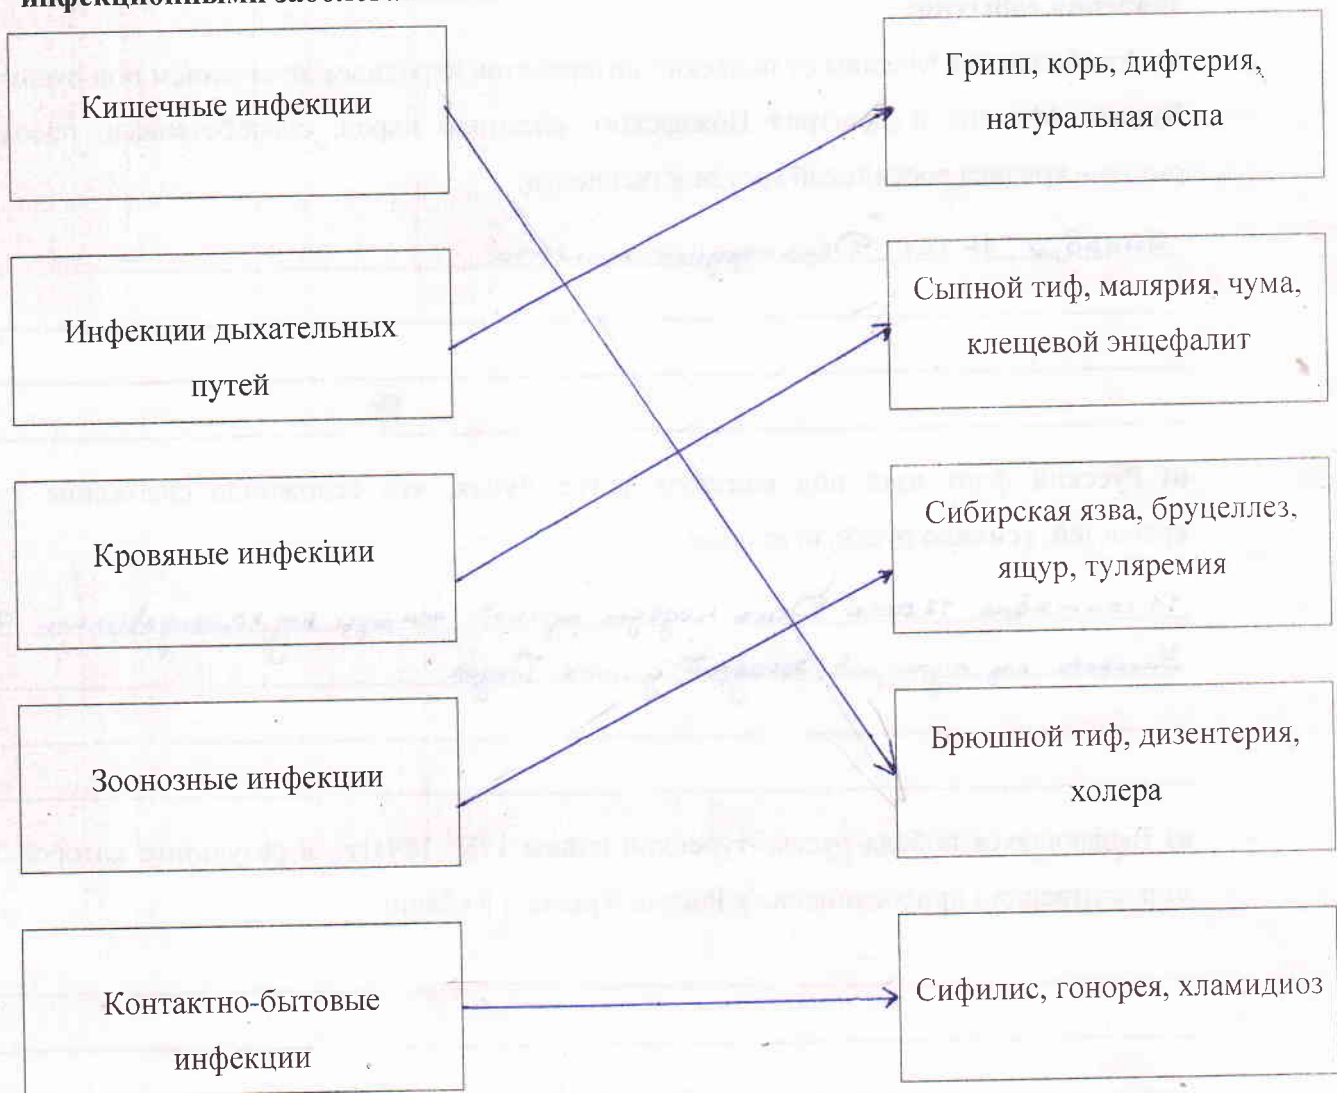 Кишечные инфекции
Грипп, корь, дифтерия,
натуральная оспа
Инфекции дыхательных
путей
Сыпной тиф, малярия, чума,
клещевой энцефалит
Кровяные инфекции
Сибирская язва, бруцеллез,
ящур, туляремия
Зоонозные инфекции
Брюшной тиф, дизентерия,
холера
Контактно-бытовые
инфекции
Сифилис, гонорея, хламидиоз